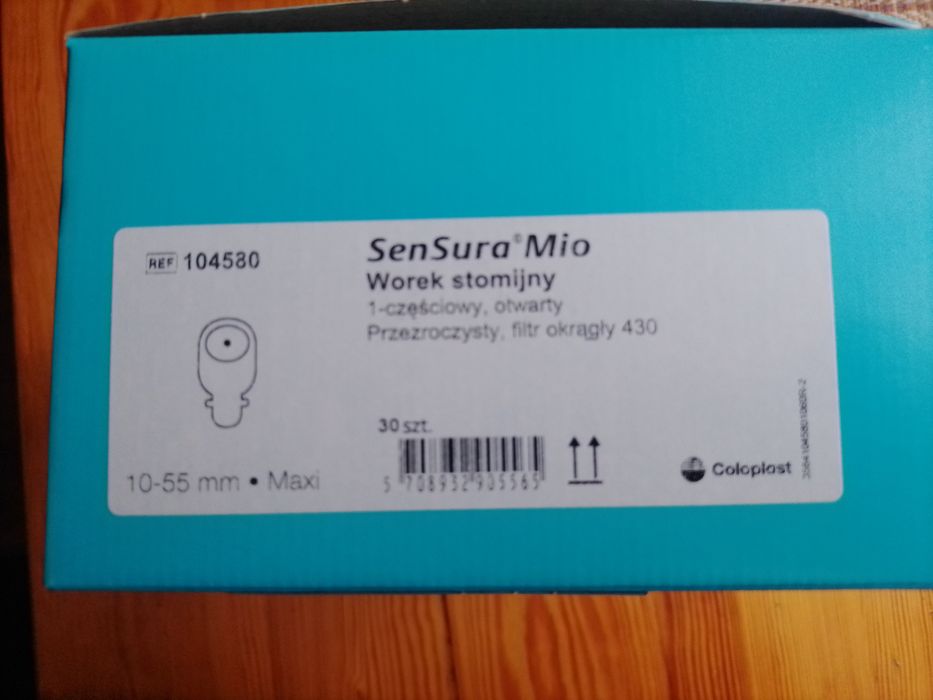 REF 104580
SenSura® Mio
Worek stomijny
1-częściowy, otwarty
Przezroczysty, filtr okrągły 430
30 szt.
5 708932 905565
10-55 mm • Maxi
Coloplast